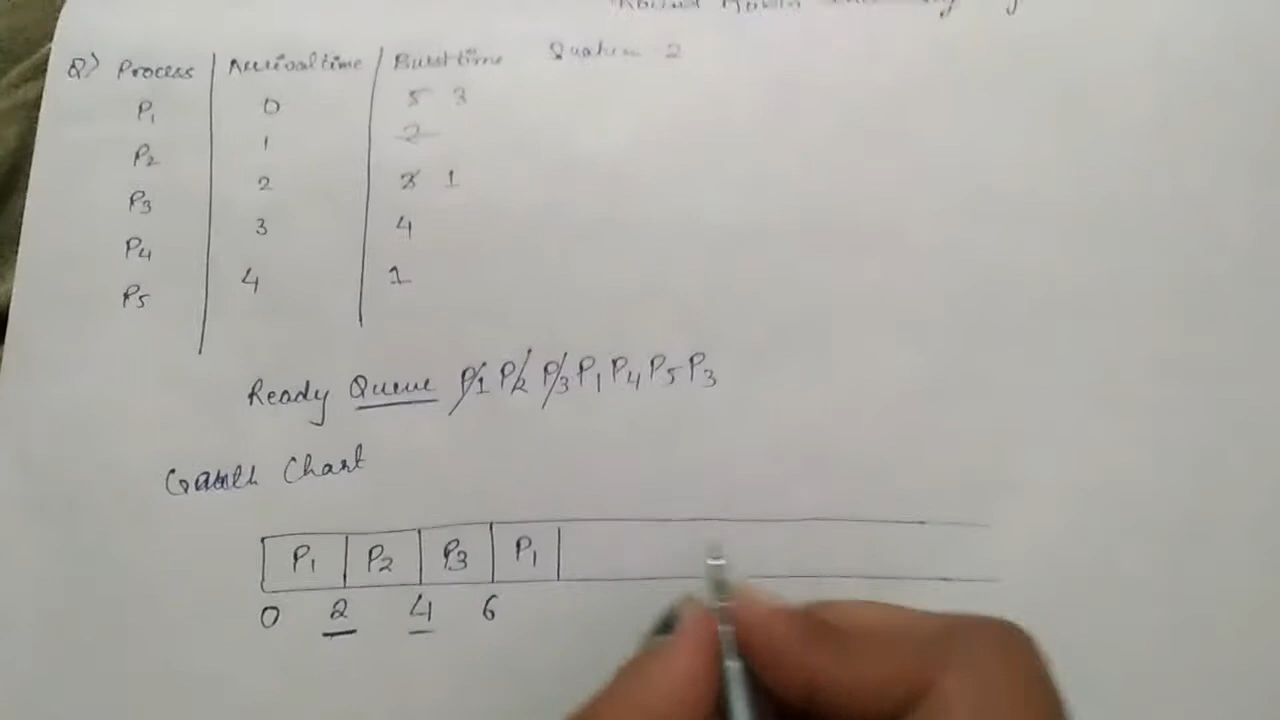 Round Robin
Q) Process Arrival time Burst time Quantum 2
P1 0 5 3
P2 1 2
P3 2 3 1
P4 3 4
P5 4 1
Ready Queue P1 P2 P3 P1 P4 P5 P3
Chart
P1 P2 P3 P1
0 2 4 6